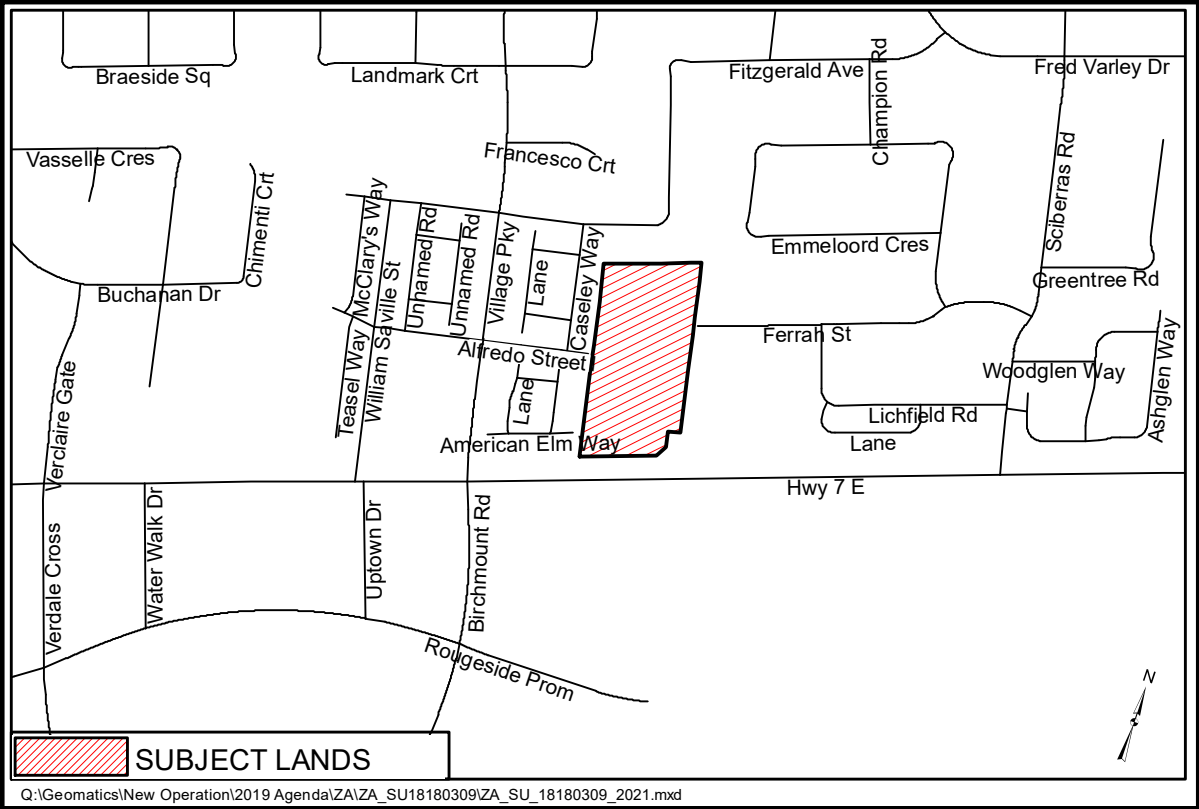 Braeside Sq
Landmark Crt
Fitzgerald Ave
Champion Rd
Fred Varley Dr
Vasselle Cres
Chimenti Crt
Francesco Crt
Sciberras Rd
Buchanan Dr
McClary's Way
William Saville St
Unnamed Rd
Unnamed Rd
Village Pky
Lane
Caseley Way
Emmeloord Cres
Greentree Rd
Ferrah St
Alfredo Street
Teasel Way
Verclaire Gate
Lane
American Elm Way
Woodglen Way
Ashglen Way
Lichfield Rd
Lane
Hwy 7 E
Verdale Cross
Water Walk Dr
Uptown Dr
Birchmount Rd
Rougeside Prom
N
SUBJECT LANDS
Q:\Geomatics\New Operation\2019 Agenda\ZA\ZA_SU18180309\ZA_SU_18180309_2021.mxd